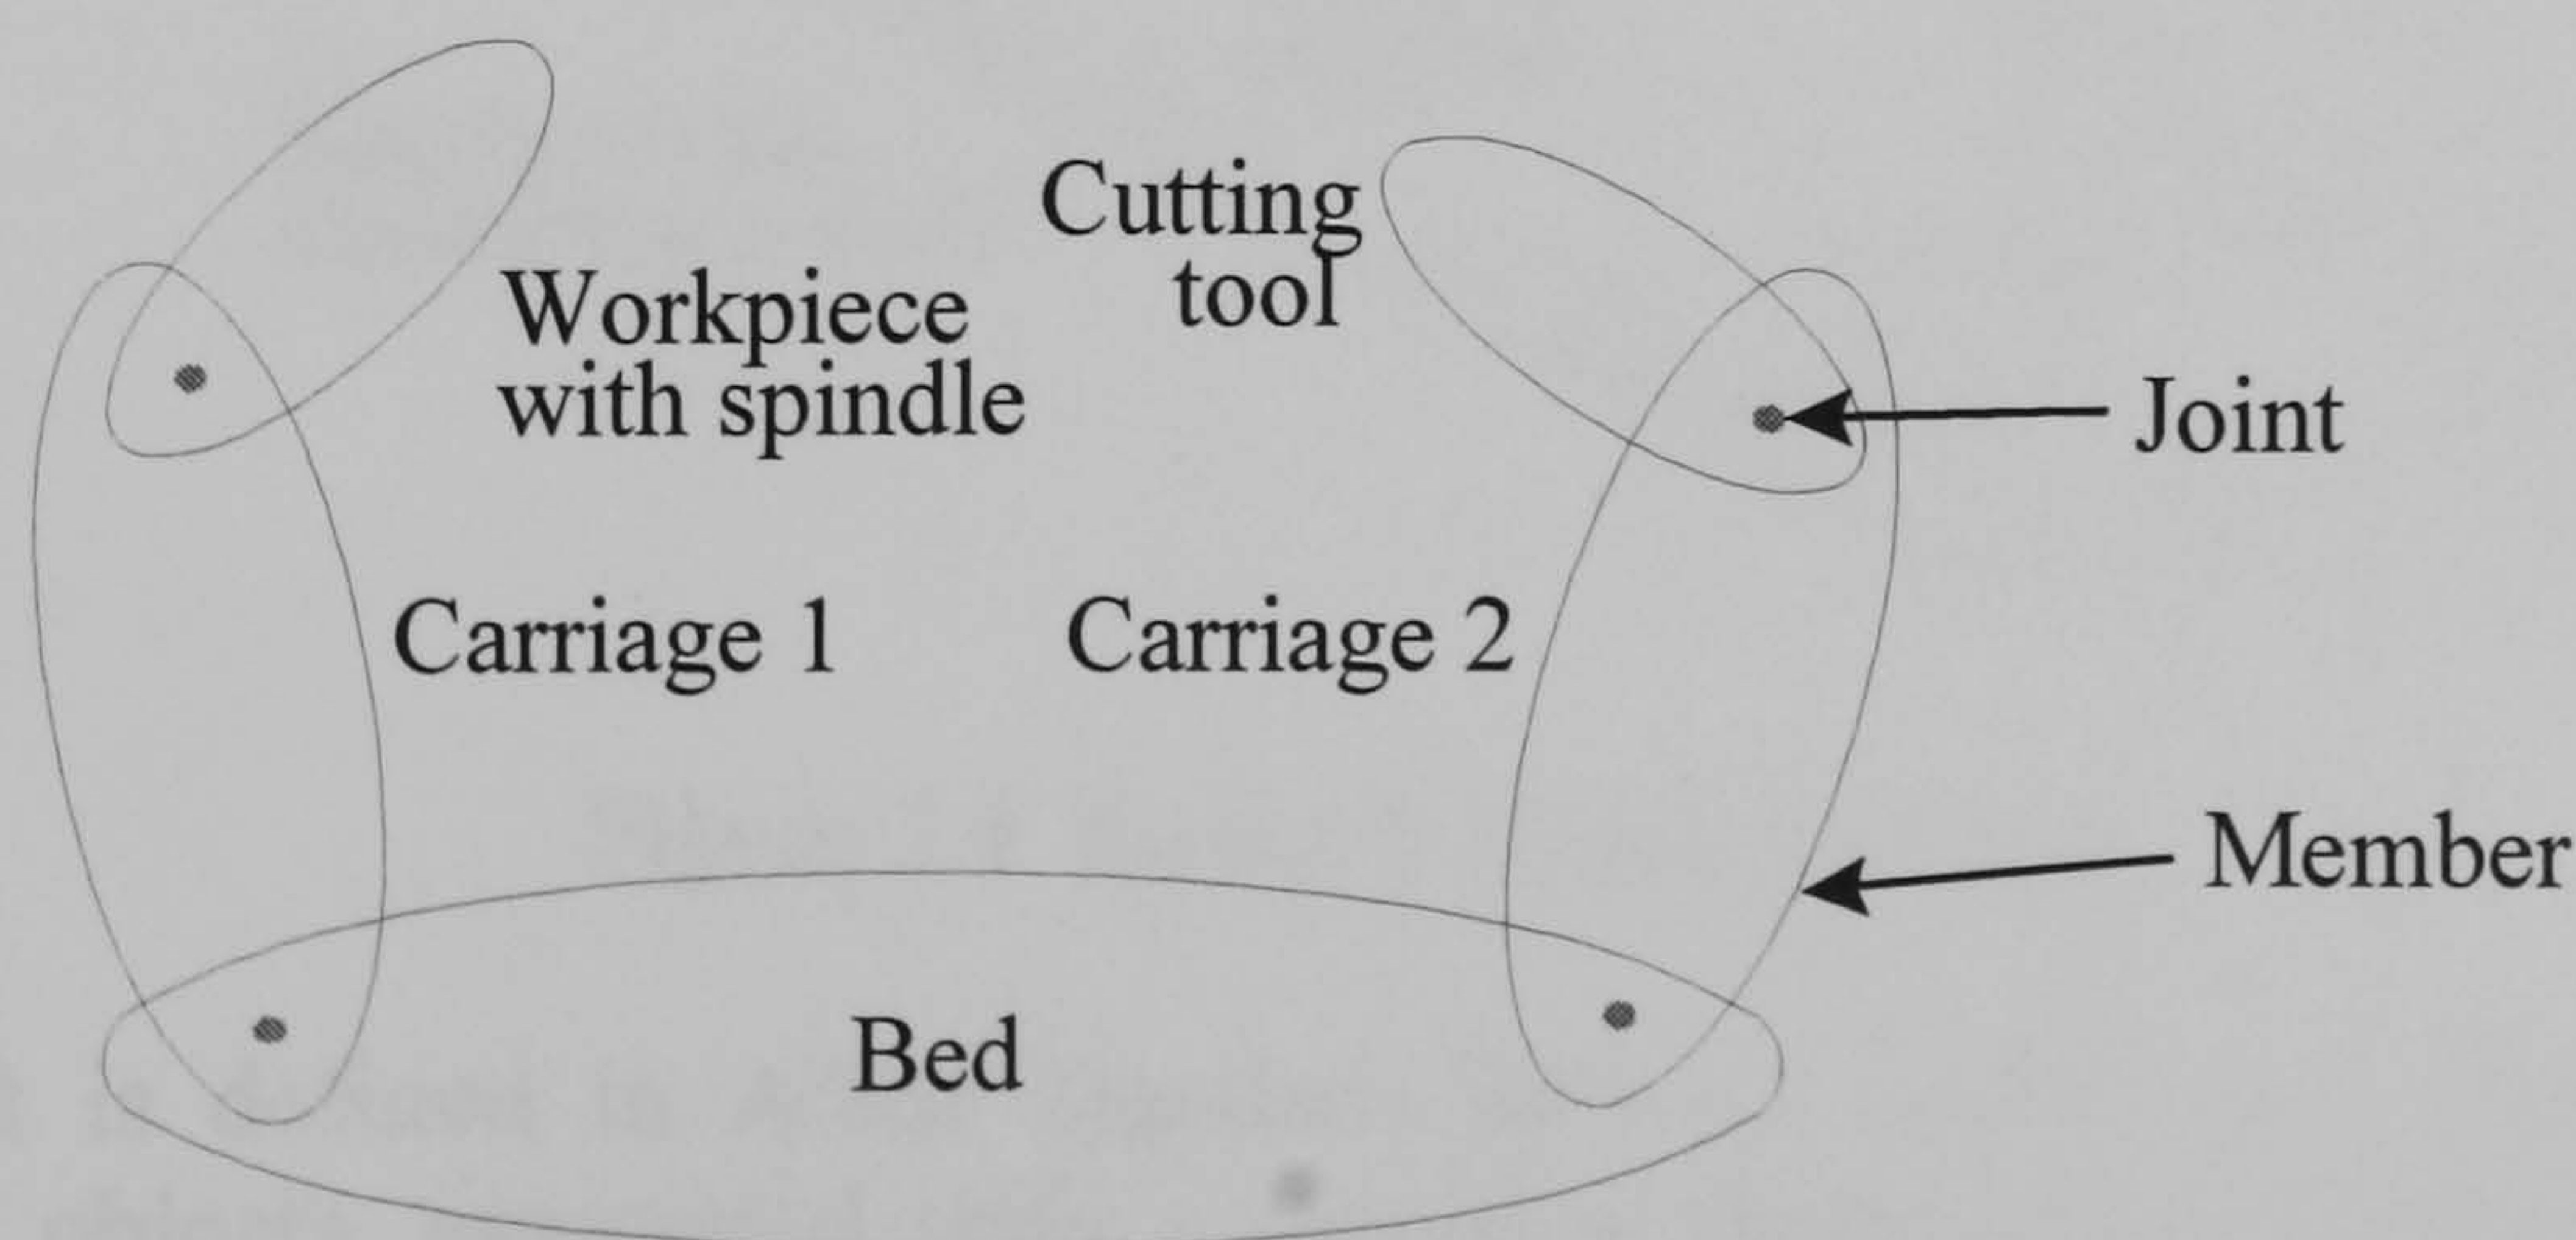 Cutting
tool
Workpiece
with spindle
Joint
Carriage 1
Carriage 2
Member
Bed